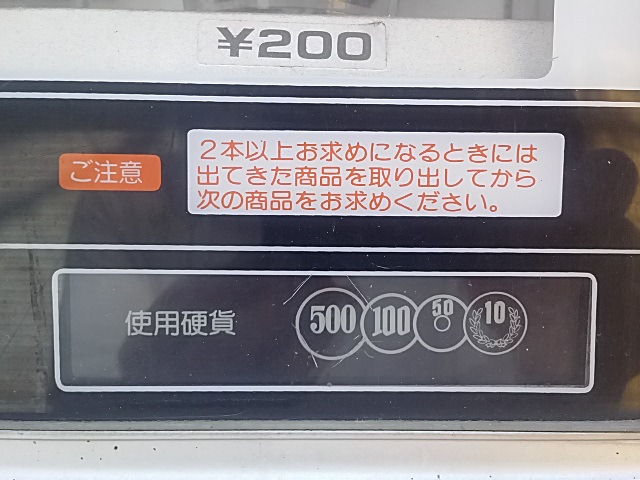 ¥200
ご注意
2本以上お求めになるときには
出てきた商品を取り出してから
次の商品をお求めください。
使用硬貨 500 100 50 10